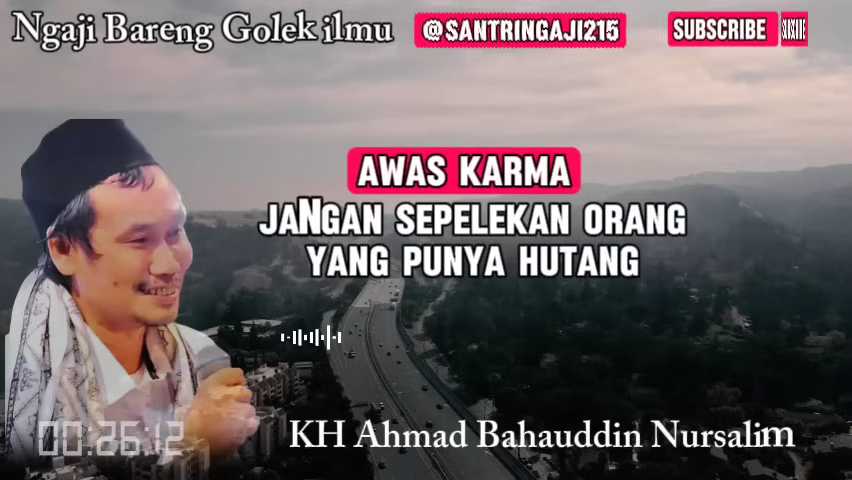 Ngaji Bareng Golek ilmu
@SANTRINGAJI215
SUBSCRIBE
AWAS KARMA
JANGAN SEPELEKAN ORANG
YANG PUNYA HUTANG
KH Ahmad Bahauddin Nursalim
00:26:12